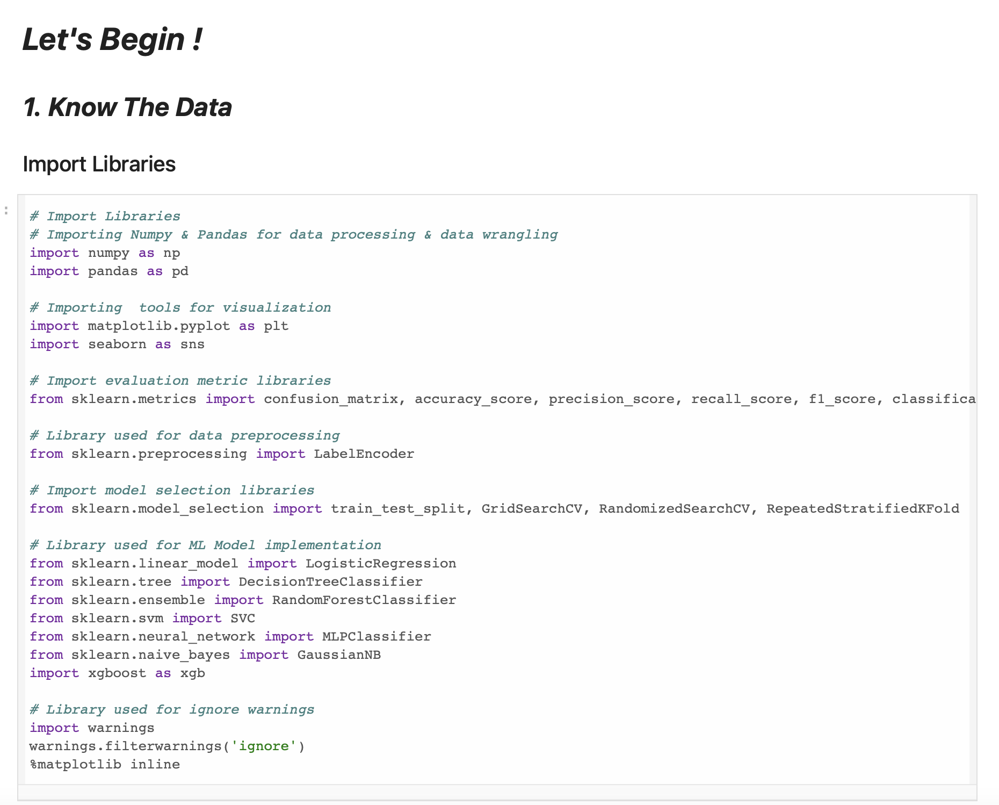 Let's Begin !
1. Know The Data
Import Libraries
# Import Libraries
# Importing Numpy & Pandas for data processing & data wrangling
import numpy as np
import pandas as pd
# Importing  tools for visualization
import matplotlib.pyplot as plt
import seaborn as sns
# Import evaluation metric libraries
from sklearn.metrics import confusion_matrix, accuracy_score, precision_score, recall_score, f1_score, classifica
# Library used for data preprocessing
from sklearn.preprocessing import LabelEncoder
# Import model selection libraries
from sklearn.model_selection import train_test_split, GridSearchCV, RandomizedSearchCV, RepeatedStratifiedKFold
# Library used for ML Model implementation
from sklearn.linear_model import LogisticRegression
from sklearn.tree import DecisionTreeClassifier
from sklearn.ensemble import RandomForestClassifier
from sklearn.svm import SVC
from sklearn.neural_network import MLPClassifier
from sklearn.naive_bayes import GaussianNB
import xgboost as xgb
# Library used for ignore warnings
import warnings
warnings.filterwarnings('ignore')
%matplotlib inline